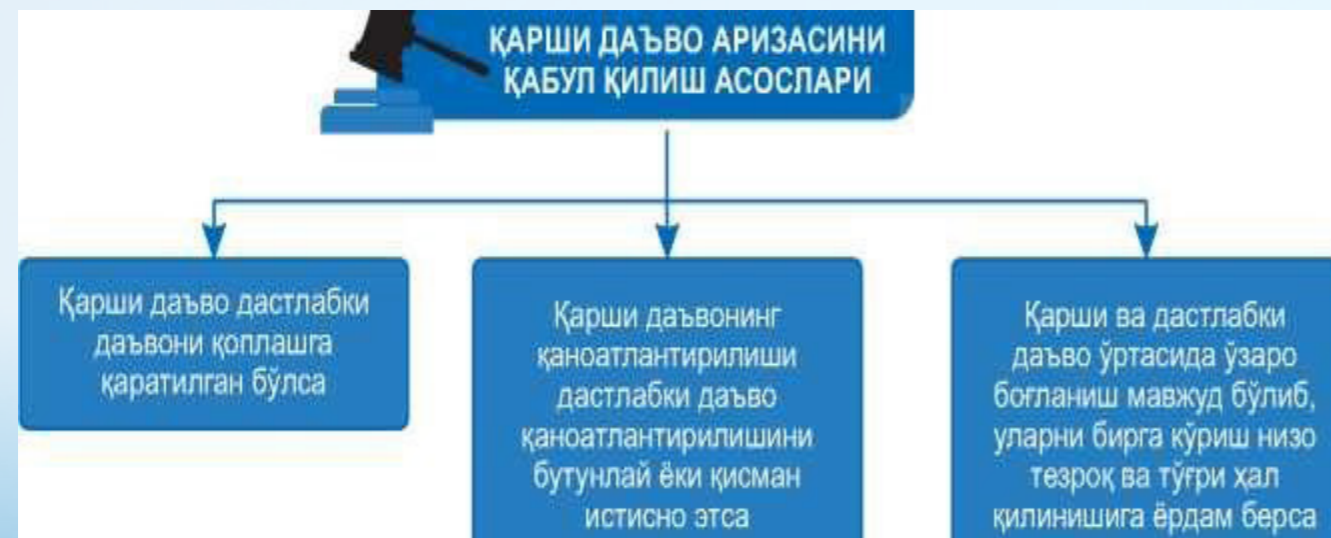 ҚАРШИ ДАЪВО АРИЗАСИНИ
ҚАБУЛ ҚИЛИШ АСОСЛАРИ
Қарши даъво дастлабки
даъвони қоплашга
қаратилган бўлса
Қарши даъвонинг
қаноатлантирилиши
дастлабки даъво
қаноатлантирилишини
бутунлай ёки қисман
истисно этса
Қарши ва дастлабки
даъво ўртасида ўзаро
боғланиш мавжуд бўлиб,
уларни бирга кўриш низо
тезроқ ва тўғри ҳал
қилинишига ёрдам берса